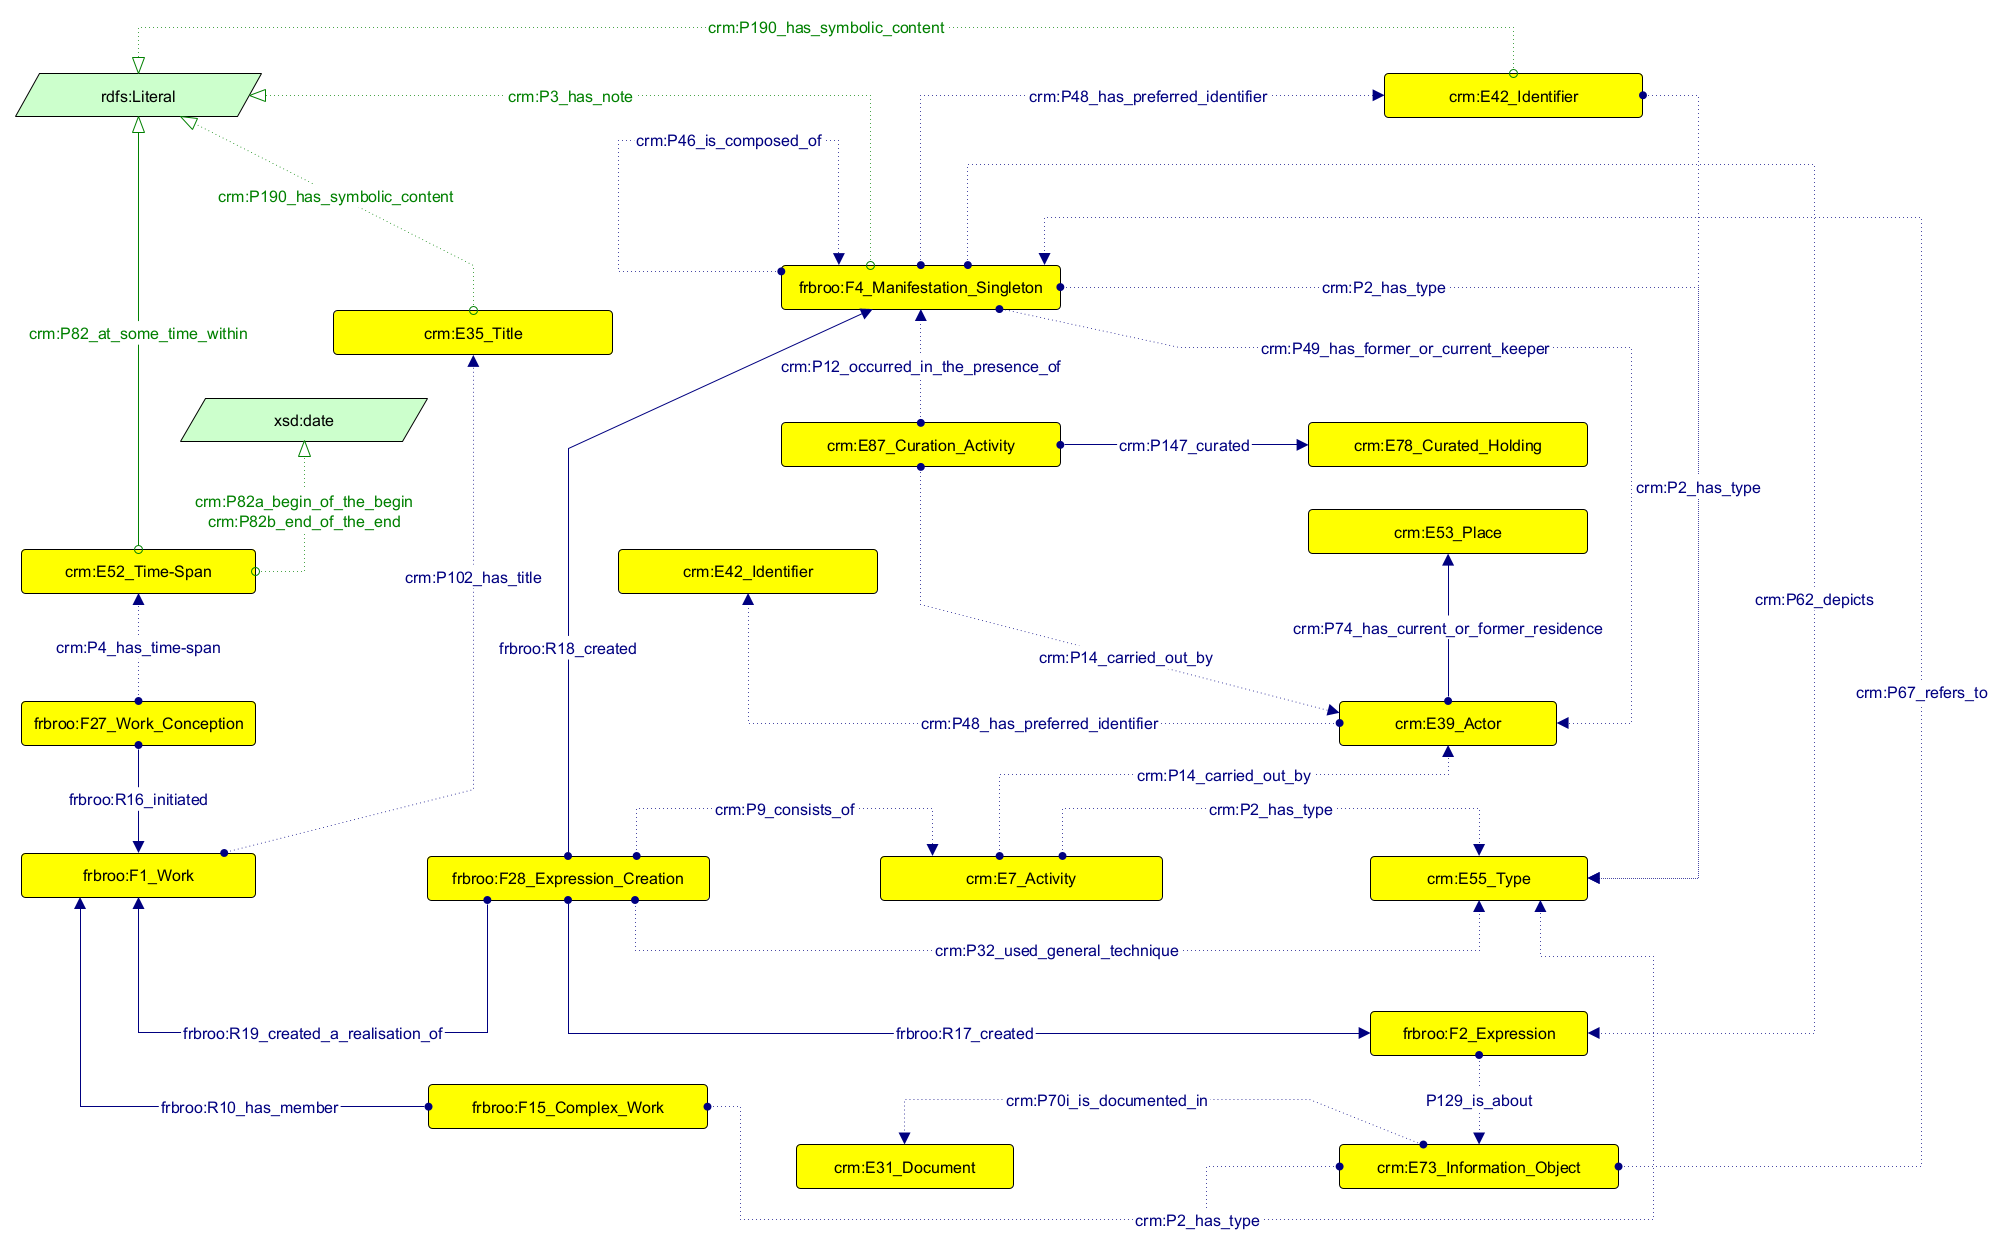 crm:P190_has_symbolic_content
rdfs:Literal
crm:P3_has_note
crm:P48_has_preferred_identifier
crm:E42_Identifier
crm:P46_is_composed_of
crm:P190_has_symbolic_content
frbroo:F4_Manifestation_Singleton
crm:P2_has_type
crm:P82_at_some_time_within
crm:E35_Title
crm:P49_has_former_or_current_keeper
crm:P12_occurred_in_the_presence_of
xsd:date
crm:E87_Curation_Activity
crm:P147_curated
crm:E78_Curated_Holding
crm:P2_has_type
crm:P82a_begin_of_the_begin
crm:P82b_end_of_the_end
crm:E53_Place
crm:E52_Time-Span
crm:P102_has_title
crm:E42_Identifier
crm:P62_depicts
crm:P4_has_time-span
frbroo:R18_created
crm:P14_carried_out_by
crm:P74_has_current_or_former_residence
crm:P67_refers_to
frbroo:F27_Work_Conception
crm:P48_has_preferred_identifier
crm:E39_Actor
crm:P14_carried_out_by
frbroo:R16_initiated
crm:P9_consists_of
crm:P2_has_type
frbroo:F1_Work
frbroo:F28_Expression_Creation
crm:E7_Activity
crm:E55_Type
crm:P32_used_general_technique
frbroo:R19_created_a_realisation_of
frbroo:R17_created
frbroo:F2_Expression
frbroo:R10_has_member
frbroo:F15_Complex_Work
crm:P70i_is_documented_in
P129_is_about
crm:E31_Document
crm:E73_Information_Object
crm:P2_has_type